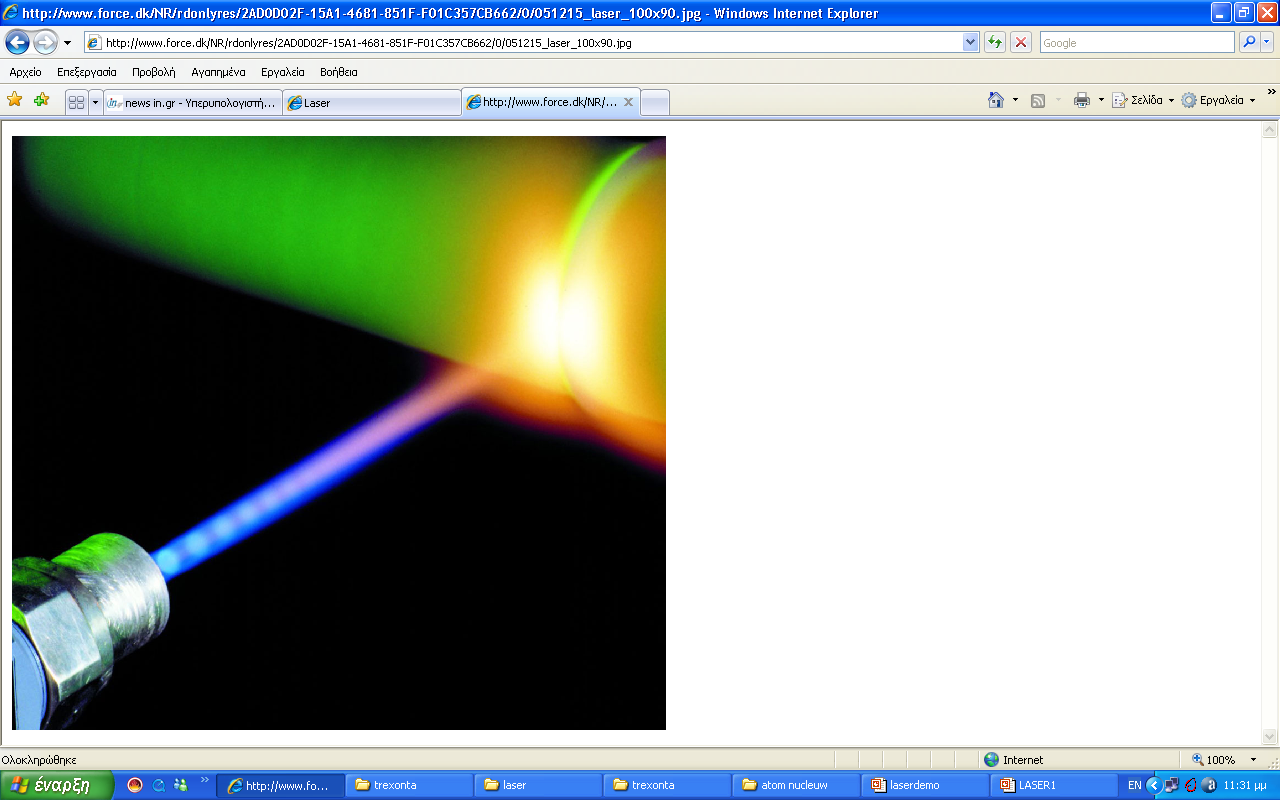 http://www.force.dk/NR/rdonlyres/2AD0D02F-15A1-4681-851F-F01C357CB662/0/051215_laser_100x90.jpg - Windows Internet Explorer
http://www.force.dk/NR/rdonlyres/2AD0D02F-15A1-4681-851F-F01C357CB662/0/051215_laser_100x90.jpg
Google
Αρχείο Επεξεργασία Προβολή Αγαπημένα Εργαλεία Βοήθεια
news in.gr - Υπερυπολογιστή... Laser http://www.force.dk/NR/... Σελίδα Εργαλεία
Ολοκληρώθηκε Internet 100%
έναρξη http://www.fo... trexonta laser trexonta atom nucleuw laserdemo LASER1 EN 11:31 μμ